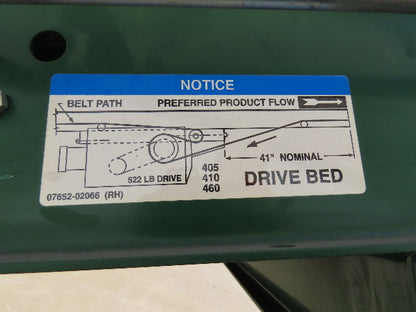 NOTICE
BELT PATH PREFERRED PRODUCT FLOW
41" NOMINAL
405
522 LB DRIVE 410 DRIVE BED
460
07652-02066 (RH)